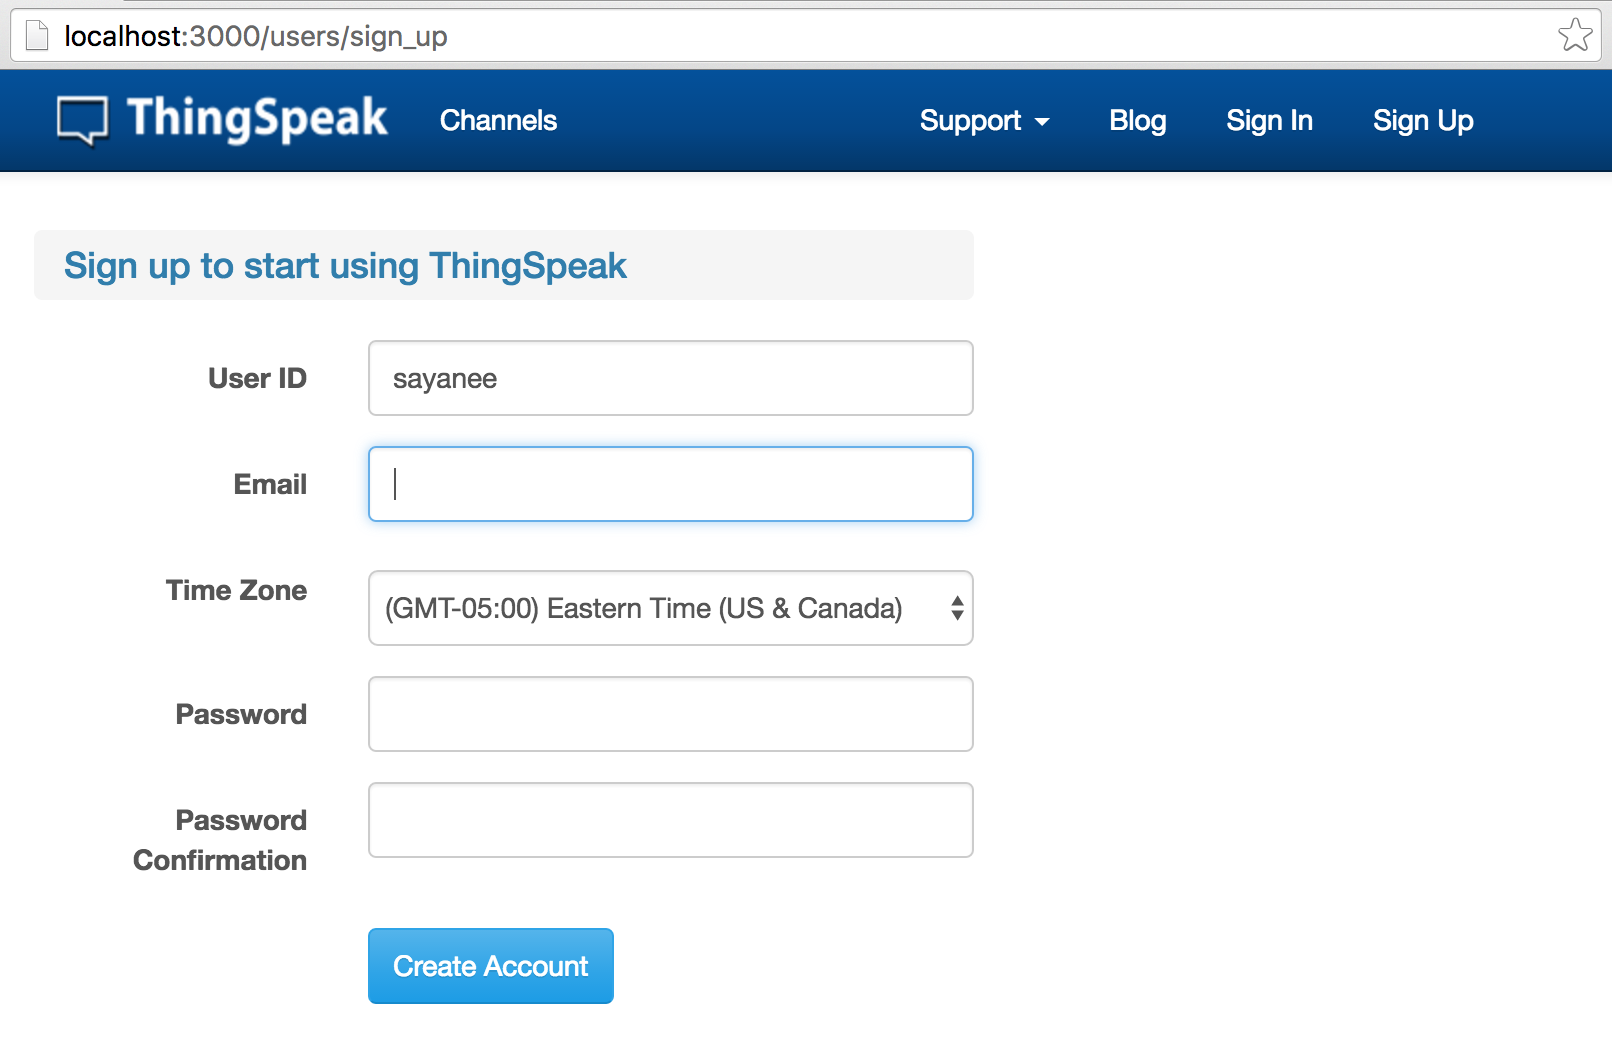 localhost:3000/users/sign_up
ThingSpeak Channels Support Blog Sign In Sign Up
Sign up to start using ThingSpeak
User ID sayanee
Email
Time Zone (GMT-05:00) Eastern Time (US & Canada)
Password
Password
Confirmation
Create Account